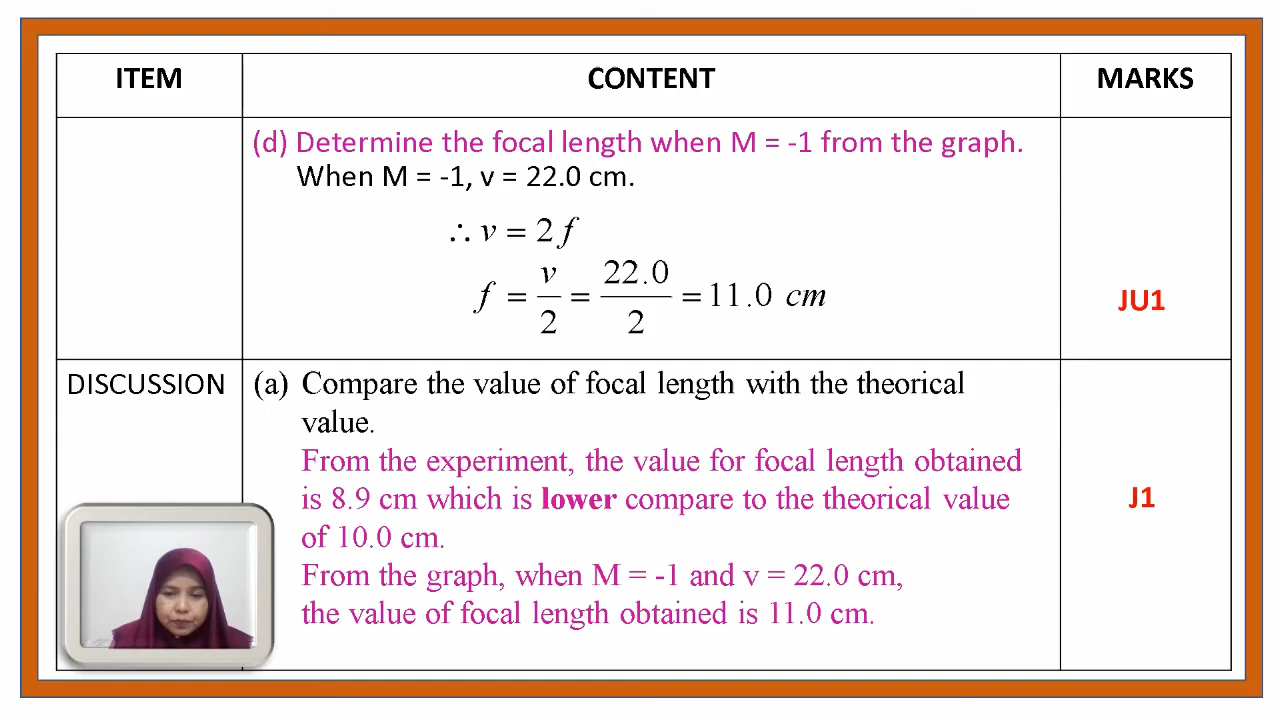 ITEM CONTENT MARKS
(d) Determine the focal length when M = -1 from the graph.
When M = -1, v = 22.0 cm.
∴ v = 2 f
f = v/2 = 22.0/2 = 11.0 cm
JU1
DISCUSSION
(a) Compare the value of focal length with the theorical
value.
From the experiment, the value for focal length obtained
is 8.9 cm which is lower compare to the theorical value
of 10.0 cm.
From the graph, when M = -1 and v = 22.0 cm,
the value of focal length obtained is 11.0 cm.
J1